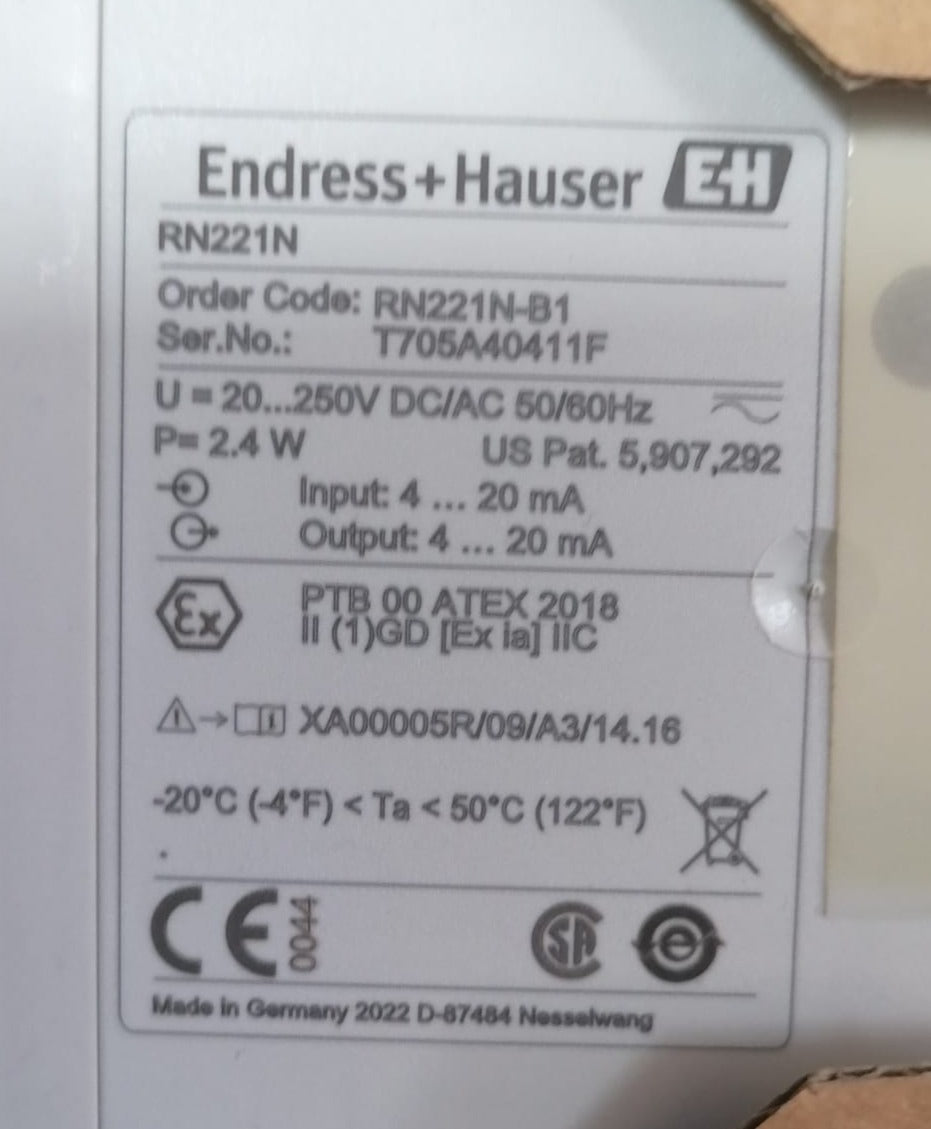 Endress+Hauser EH
RN221N
Order Code: RN221N-B1
Ser.No.: T705A40411F
U = 20...250V DC/AC 50/60Hz
P= 2.4 W US Pat. 5,907,292
Input: 4 ... 20 mA
Output: 4 ... 20 mA
Ex PTB 00 ATEX 2018
II (1)GD [Ex ia] IIC
XA00005R/09/A3/14.16
-20°C (-4°F) < Ta < 50°C (122°F)
CE 0044 SA e
Made in Germany 2022 D-87484 Nesselwang